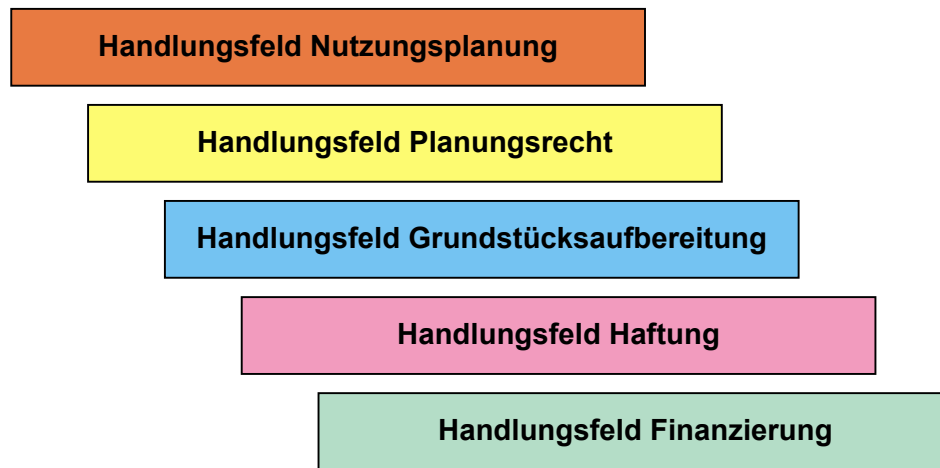 Handlungsfeld Nutzungsplanung
Handlungsfeld Planungsrecht
Handlungsfeld Grundstücksaufbereitung
Handlungsfeld Haftung
Handlungsfeld Finanzierung